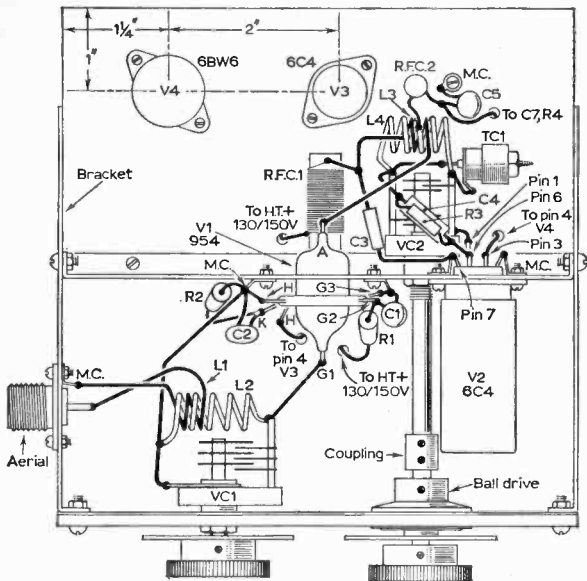 1¼"
2"
1"
6BW6
6C4
V4
V3
R.F.C.2
M.C.
C5
L3
L4
To C7,R4
TC1
Bracket
R.F.C.1
Pin 1
Pin 6
To pin 4
V4
Pin 3
C4
R3
To H.T.+
130/150V
V1
954
A
C3
VC2
M.C.
M.C.
Pin 7
R2
H
G3
C2
K
H
G2
C1
R1
To
pin 4
V3
G1
To HT+
130/150V
V2
6C4
M.C.
L1
L2
Aerial
Coupling
Ball drive
VC1